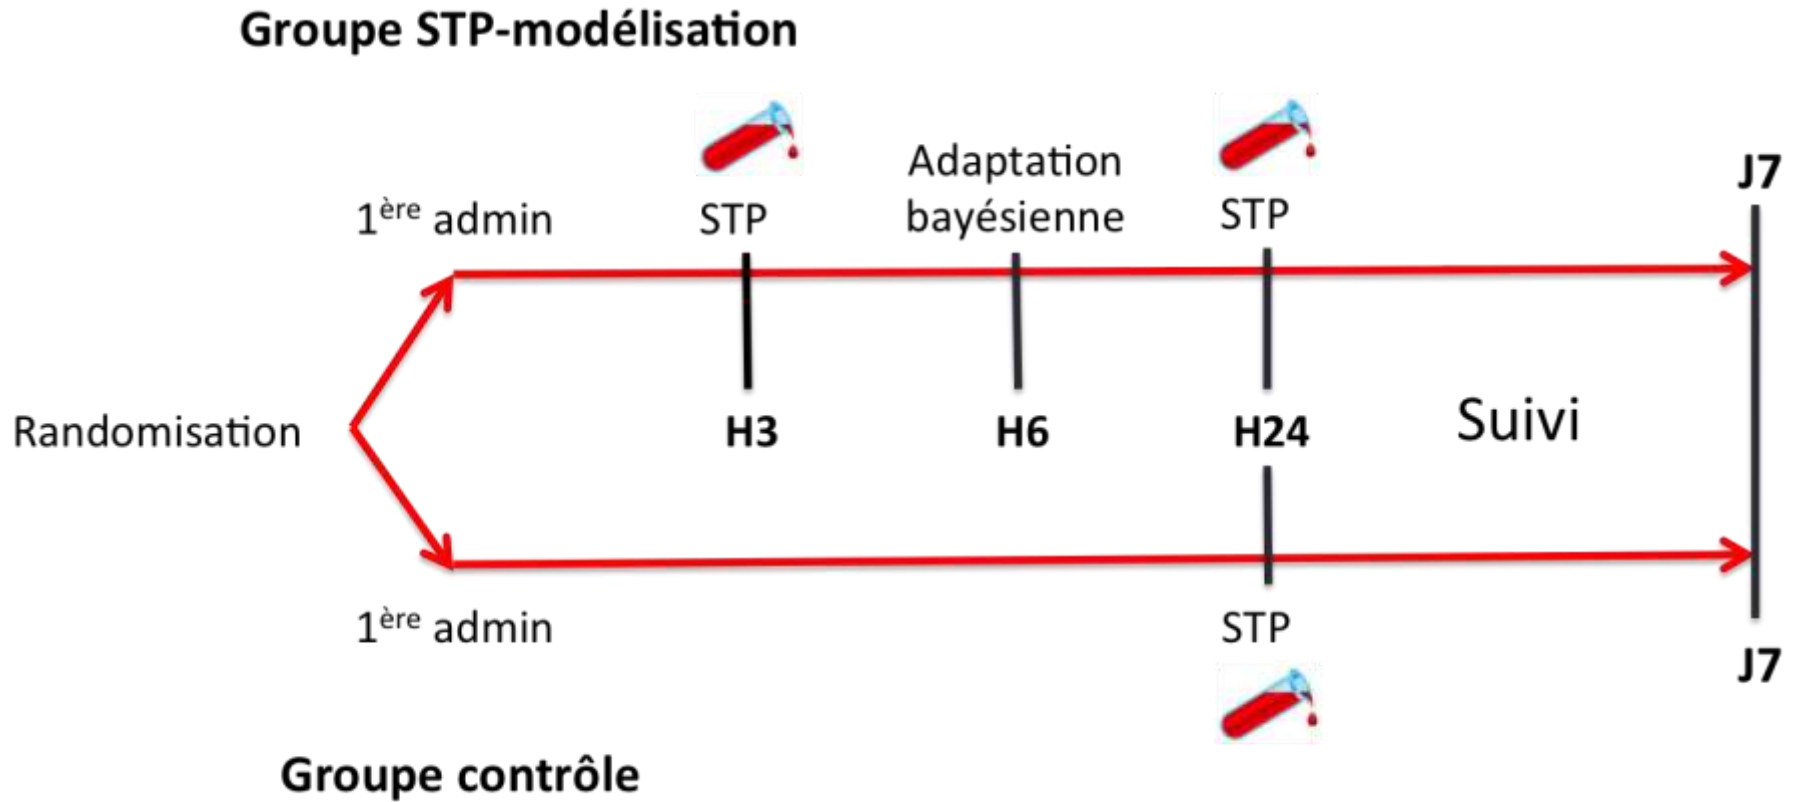 Groupe STP-modélisation
Adaptation
bayésienne
J7
1ère admin
STP
STP
Randomisation
H3
H6
H24
Suivi
1ère admin
STP
J7
Groupe contrôle